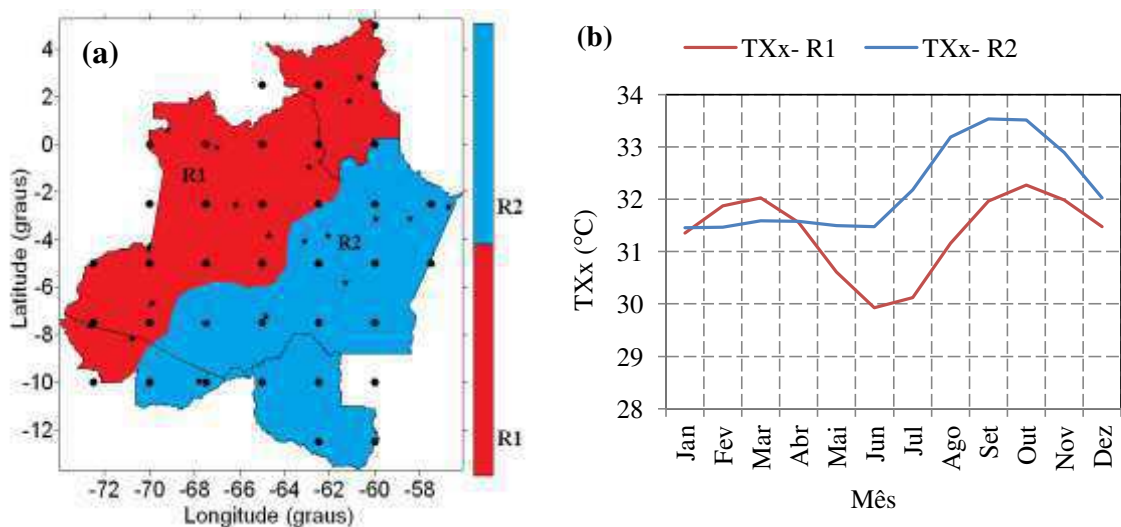 (a)
4
2
0
-2
-4
-6
-8
-10
-12
Latitude (graus)
R1
R2
-72 -70 -68 -66 -64 -62 -60 -58
Longitude (graus)
R2
R1
(b)
TXx- R1 TXx- R2
34
33
32
31
30
29
28
TXx (°C)
Jan Fev Mar Abr Mai Jun Jul Ago Set Out Nov Dez
Mês